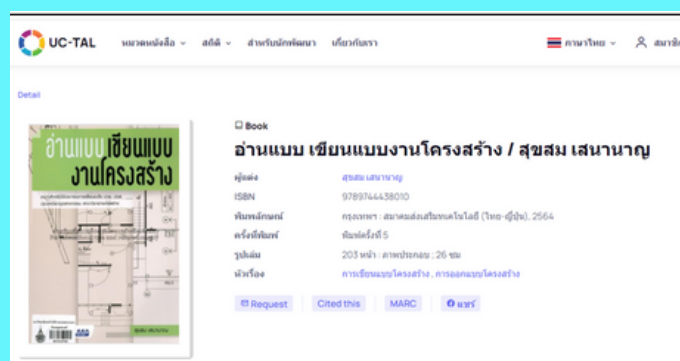 UC-TAL หมวดหนังสือ สถิติ สำหรับนักพัฒนา เกี่ยวกับเรา ภาษาไทย
Detail
Book
อ่านแบบ เขียนแบบงานโครงสร้าง / สุขสม เสนานาญ
ผู้แต่ง สุขสม เสนานาญ
ISBN 9789744438010
พิมพลักษณ์ กรุงเทพฯ : สมาคมส่งเสริมเทคโนโลยี (ไทย-ญี่ปุ่น), 2564
ครั้งที่พิมพ์ พิมพ์ครั้งที่ 5
รูปเล่ม 203 หน้า : ภาพประกอบ ; 26 ซม
หัวเรื่อง การเขียนแบบโครงสร้าง , การออกแบบโครงสร้าง
Request Cited this MARC แชร์
อ่านแบบ เขียนแบบ
งานโครงสร้าง
สุขสม เสนานาญ